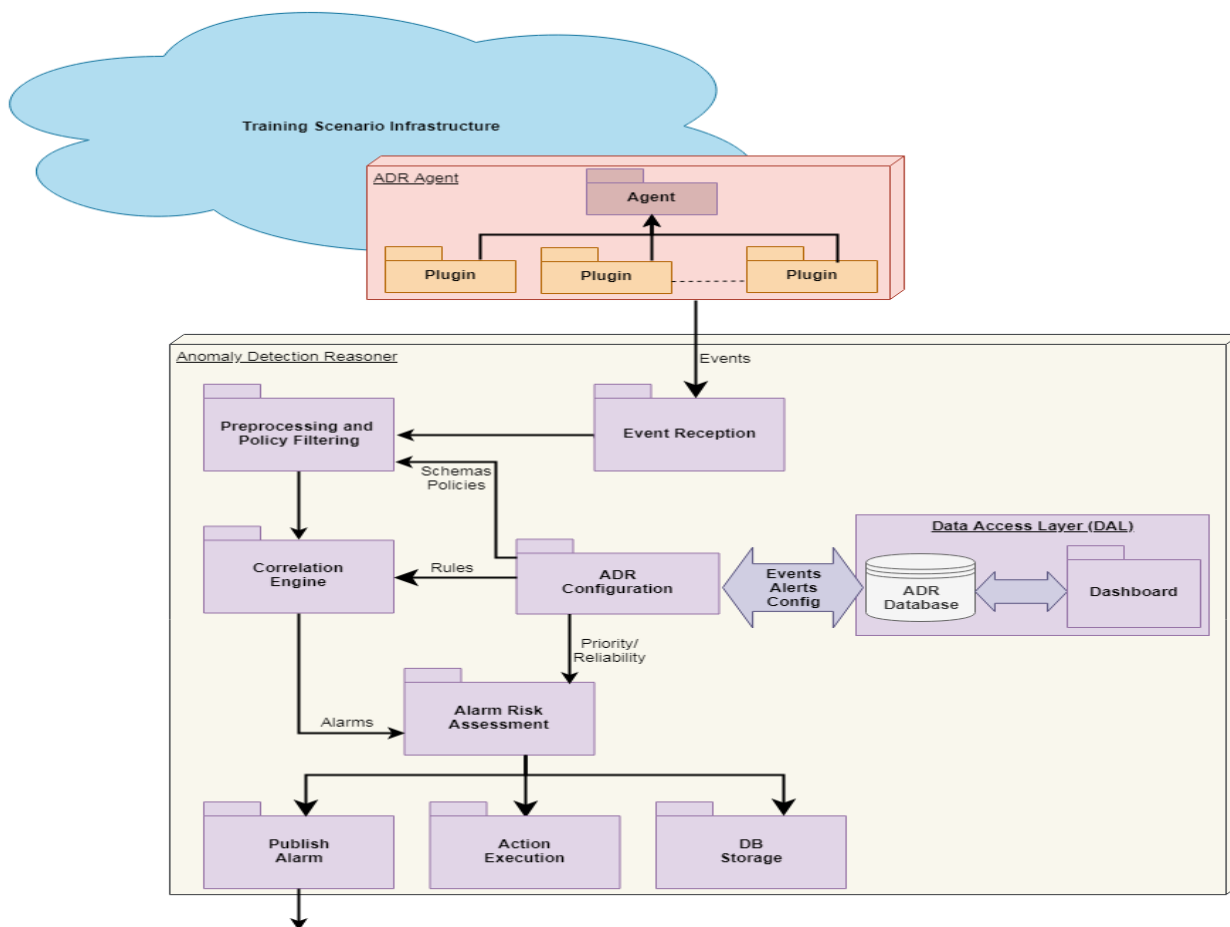 Training Scenario Infrastructure
ADR Agent
Agent
Plugin
Plugin
Plugin
Events
Anomaly Detection Reasoner
Preprocessing and
Policy Filtering
Event Reception
Schemas
Policies
Correlation
Engine
Rules
ADR
Configuration
Events
Alerts
Config
Data Access Layer (DAL)
ADR
Database
Dashboard
Priority/
Reliability
Alarms
Alarm Risk
Assessment
Publish
Alarm
Action
Execution
DB
Storage